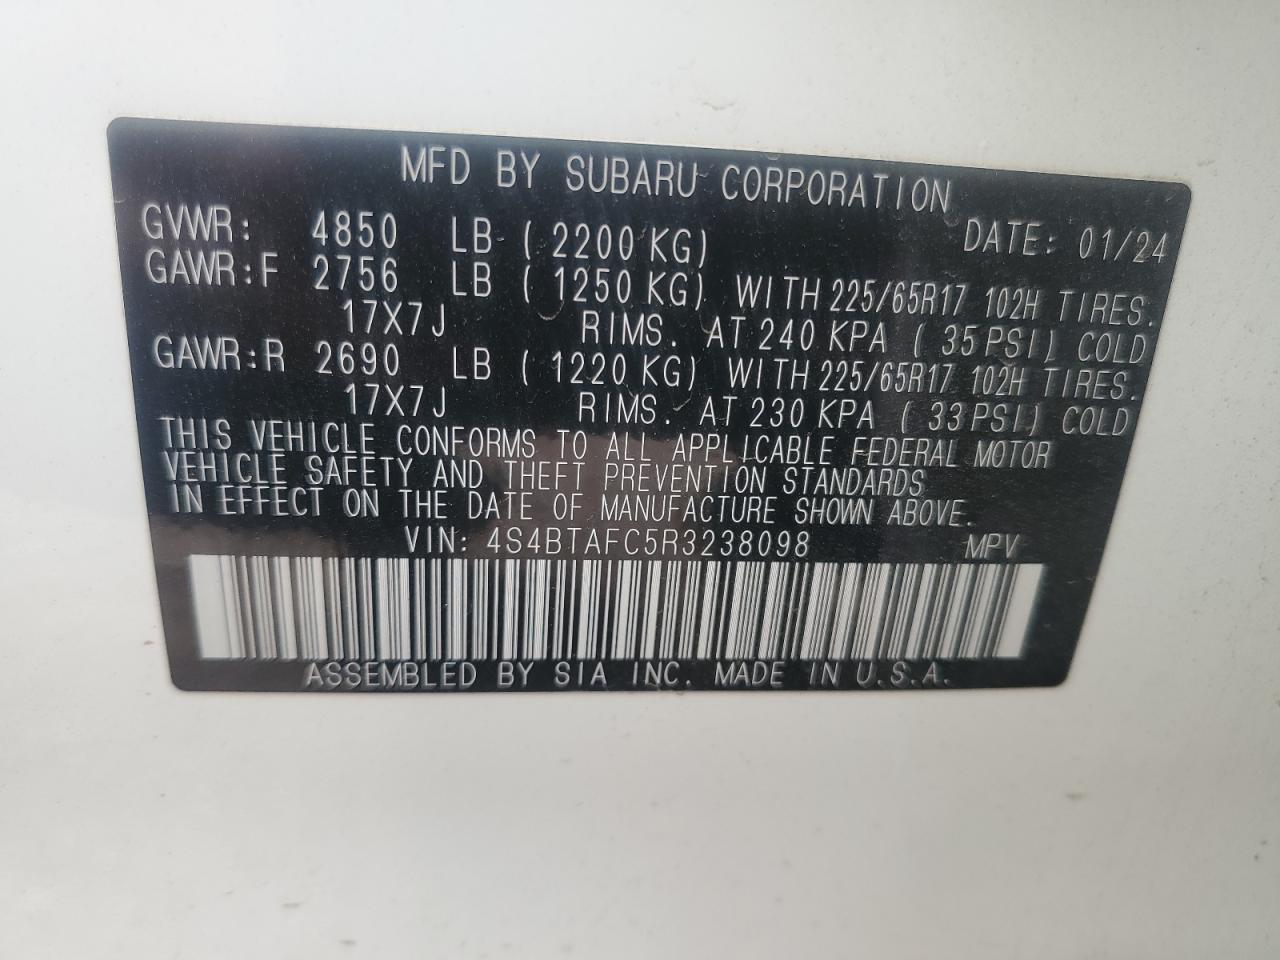 MFD BY SUBARU CORPORATION
GVWR: 4850 LB ( 2200 KG) DATE: 01/24
GAWR:F 2756 LB ( 1250 KG) WITH 225/65R17 102H TIRES.
17X7J RIMS. AT 240 KPA ( 35 PSI) COLD
GAWR:R 2690 LB ( 1220 KG) WITH 225/65R17 102H TIRES.
17X7J RIMS. AT 230 KPA ( 33 PSI) COLD
THIS VEHICLE CONFORMS TO ALL APPLICABLE FEDERAL MOTOR
VEHICLE SAFETY AND THEFT PREVENTION STANDARDS
IN EFFECT ON THE DATE OF MANUFACTURE SHOWN ABOVE.
VIN: 4S4BTAFC5R3238098 MPV
ASSEMBLED BY SIA INC. MADE IN U.S.A.